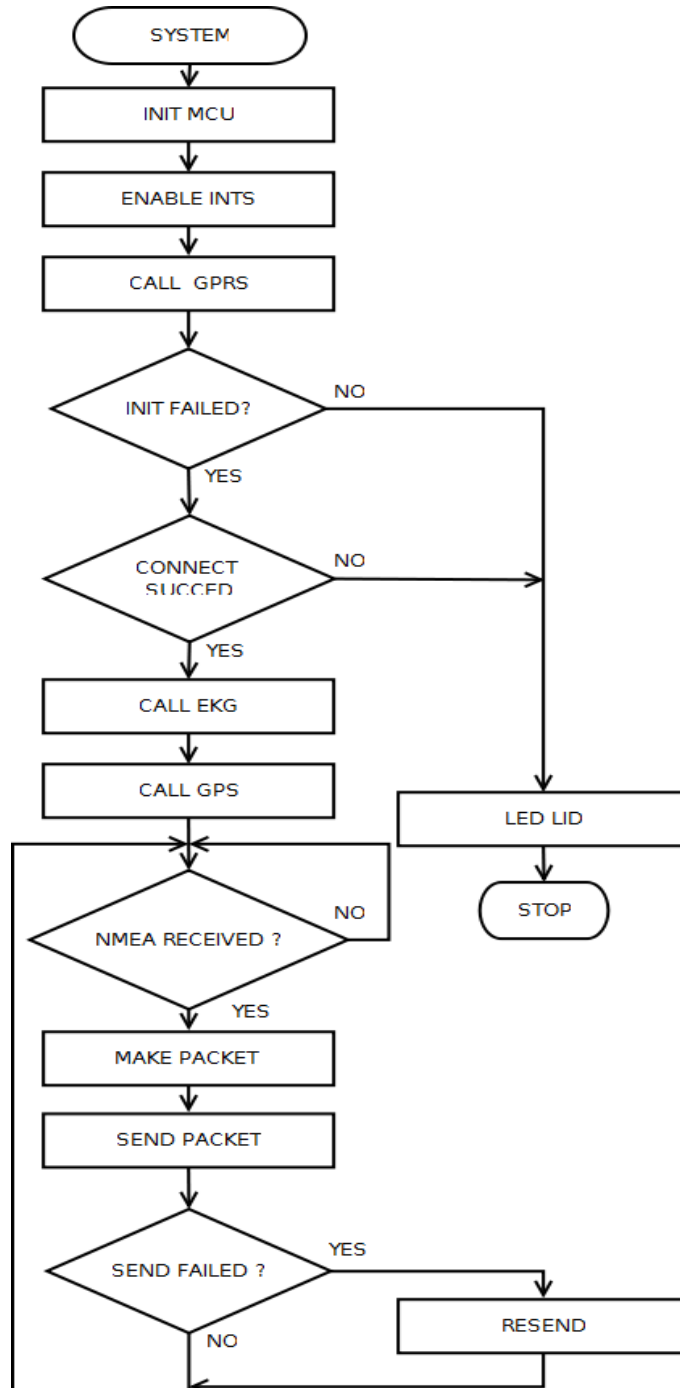 SYSTEM
INIT MCU
ENABLE INTS
CALL GPRS
INIT FAILED?
NO
YES
CONNECT
SUCCED
NO
YES
CALL EKG
CALL GPS
LED LID
STOP
NMEA RECEIVED ?
NO
YES
MAKE PACKET
SEND PACKET
SEND FAILED ?
YES
RESEND
NO